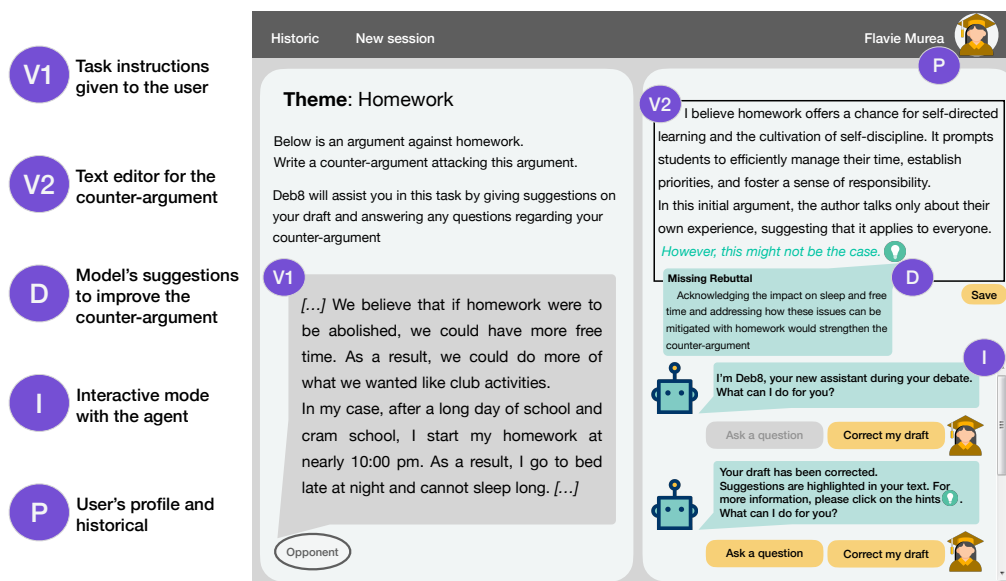 V1
Task instructions
given to the user
V2
Text editor for the
counter-argument
D
Model's suggestions
to improve the
counter-argument
I
Interactive mode
with the agent
P
User's profile and
historical
Historic
New session
Flavie Murea
P
Theme: Homework
Below is an argument against homework.
Write a counter-argument attacking this argument.
Deb8 will assist you in this task by giving suggestions on
your draft and answering any questions regarding your
counter-argument
V1
[…] We believe that if homework were to
be abolished, we could have more free
time. As a result, we could do more of
what we wanted like club activities.
In my case, after a long day of school and
cram school, I start my homework at
nearly 10:00 pm. As a result, I go to bed
late at night and cannot sleep long. […]
Opponent
V2
I believe homework offers a chance for self-directed
learning and the cultivation of self-discipline. It prompts
students to efficiently manage their time, establish
priorities, and foster a sense of responsibility.
In this initial argument, the author talks only about their
own experience, suggesting that it applies to everyone.
However, this might not be the case.
D
Missing Rebuttal
Acknowledging the impact on sleep and free
time and addressing how these issues can be
mitigated with homework would strengthen the
counter-argument
Save
I
I'm Deb8, your new assistant during your debate.
What can I do for you?
Ask a question
Correct my draft
Your draft has been corrected.
Suggestions are highlighted in your text. For
more information, please click on the hints .
What can I do for you?
Ask a question
Correct my draft